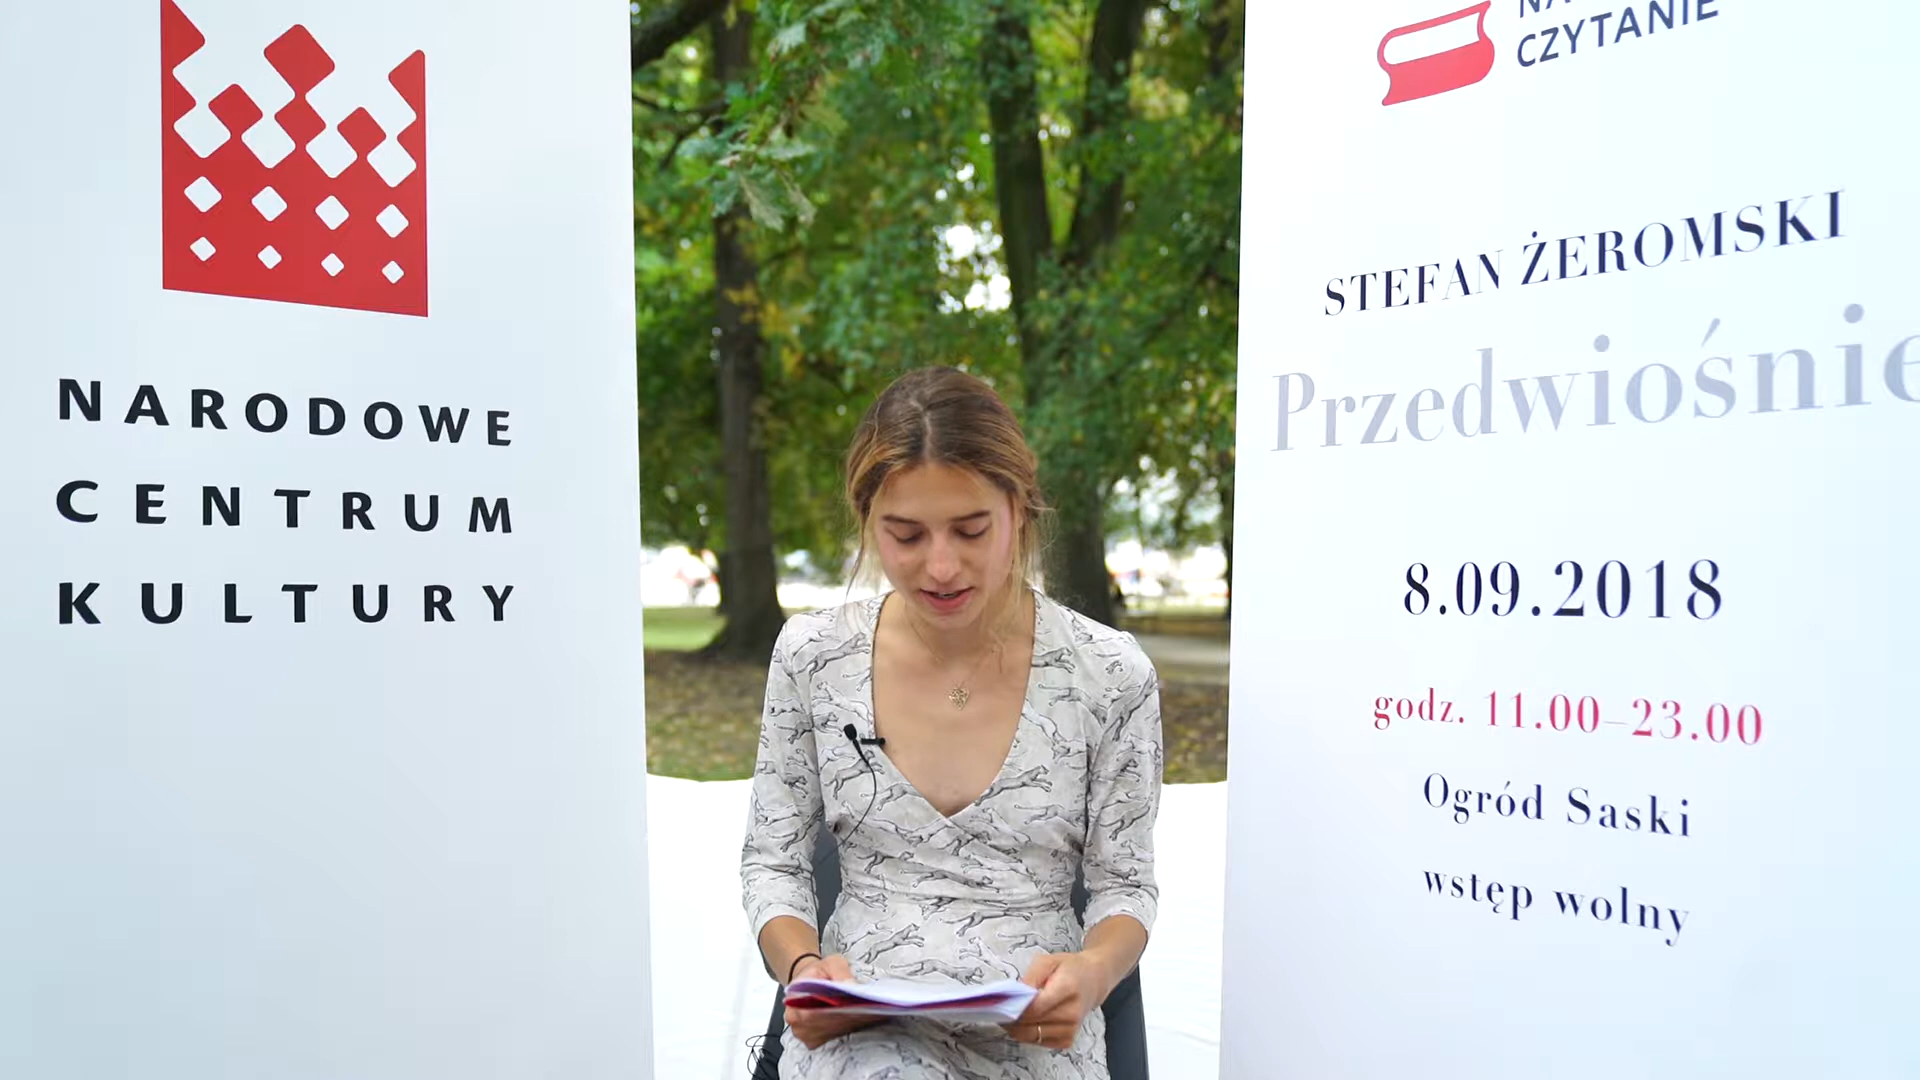 NARODOWE
CENTRUM
KULTURY
CZYTANIE
STEFAN ŻEROMSKI
Przedwiośnie
8.09.2018
godz. 11.00–23.00
Ogród Saski
wstęp wolny